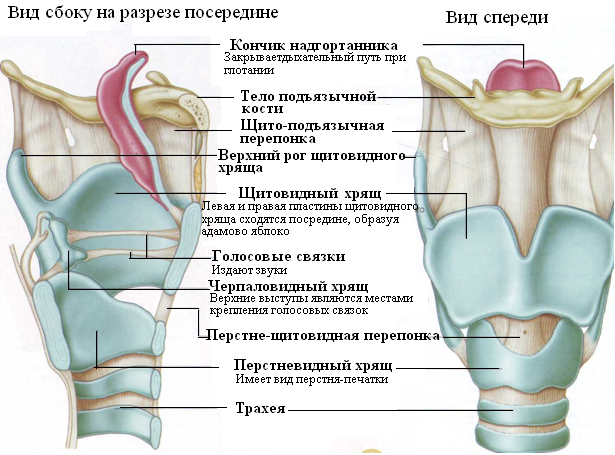 Вид сбоку на разрезе посередине
Вид спереди
Кончик надгортанника
Закрываетдыхательный путь при
глотании
Тело подъязычной
кости
Щито-подъязычная
перепонка
Верхний рог щитовидного
хряща
Щитовидный хрящ
Левая и правая пластины щитовидного
хряща сходятся посредине, образуя
адамово яблоко
Голосовые связки
Издают звуки
Черпаловидный хрящ
Верхние выступы являются местами
крепления голосовых связок
Перстне-щитовидная перепонка
Перстневидный хрящ
Имеет вид перстня-печатки
Трахея